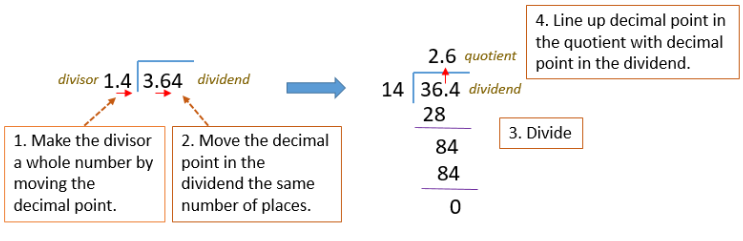 divisor 1.4 3.64 dividend
1. Make the divisor
a whole number by
moving the
decimal point.
2. Move the decimal
point in the
dividend the same
number of places.
2.6 quotient
14 36.4 dividend
28
84
84
0
3. Divide
4. Line up decimal point in
the quotient with decimal
point in the dividend.